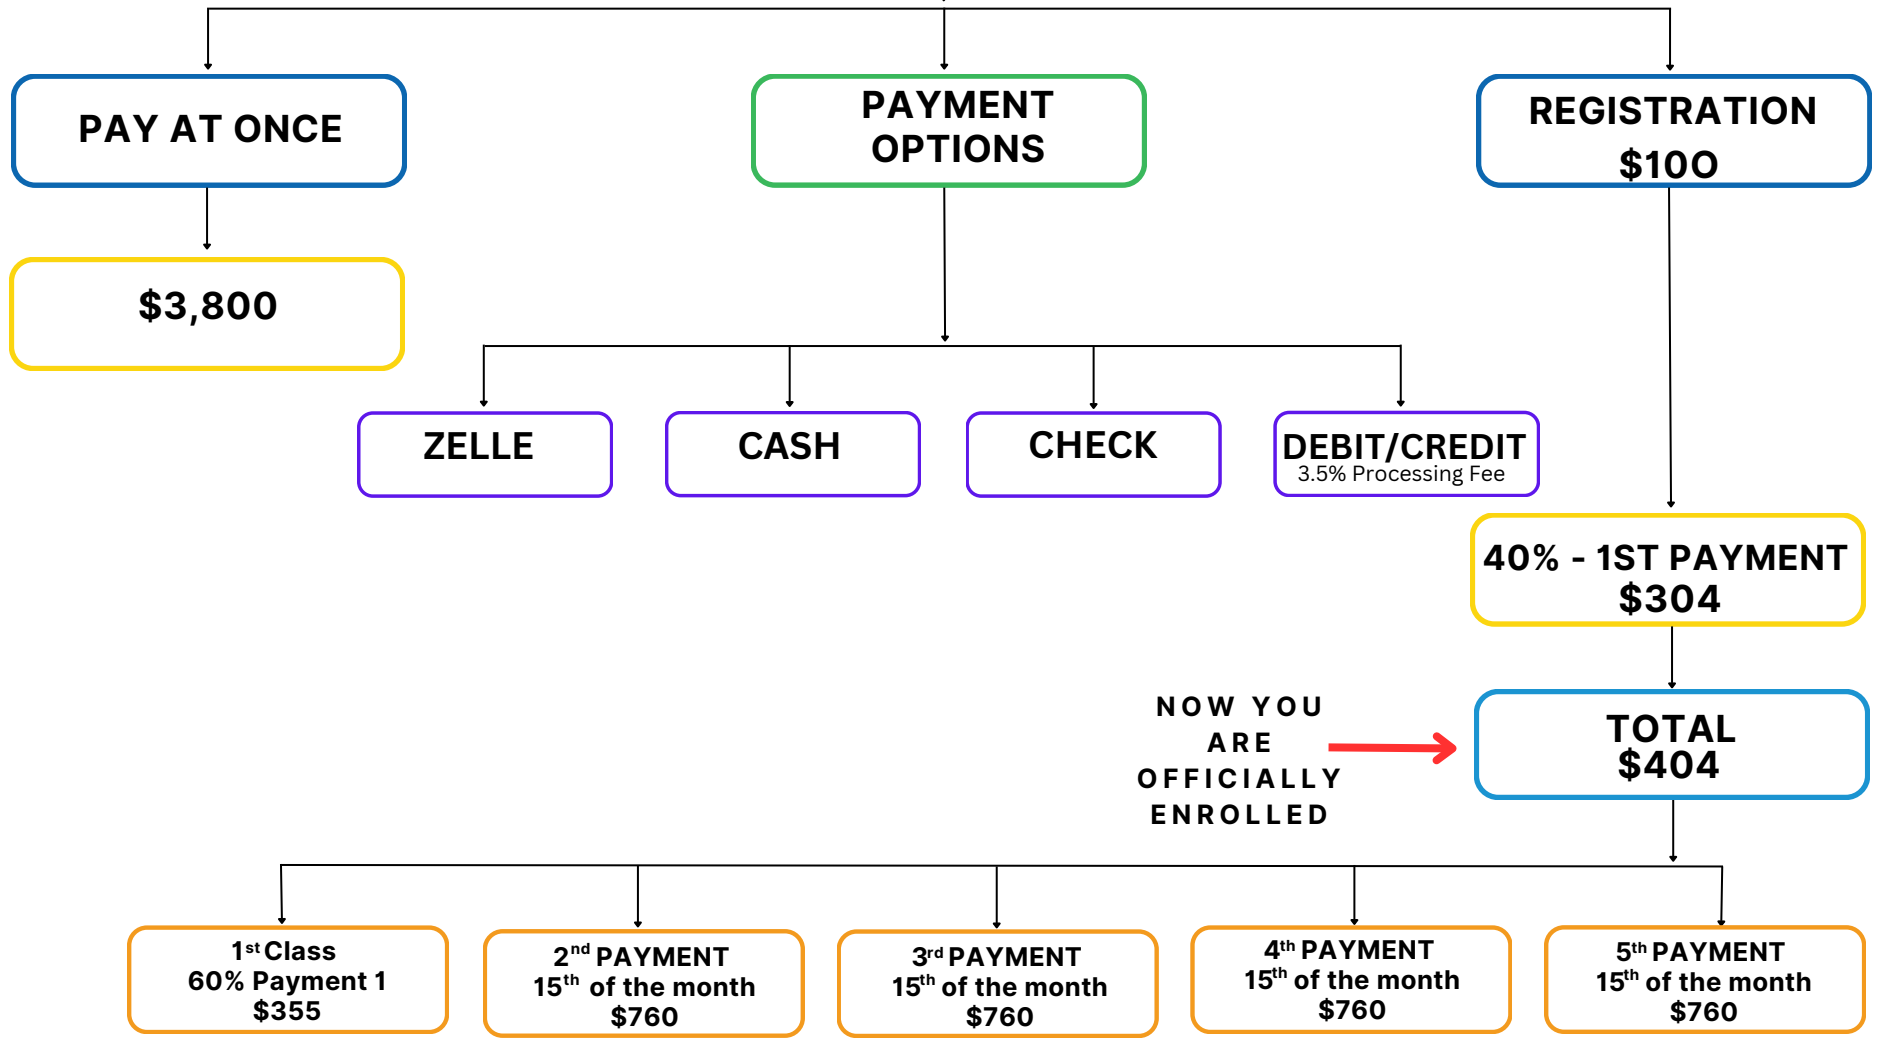 PAY AT ONCE
PAYMENT
OPTIONS
REGISTRATION
$10O
$3,800
ZELLE
CASH
CHECK
DEBIT/CREDIT
3.5% Processing Fee
40% - 1ST PAYMENT
$304
NOW YOU
ARE
OFFICIALLY
ENROLLED
TOTAL
$404
1st Class
60% Payment 1
$355
2nd PAYMENT
15th of the month
$760
3rd PAYMENT
15th of the month
$760
4th PAYMENT
15th of the month
$760
5th PAYMENT
15th of the month
$760